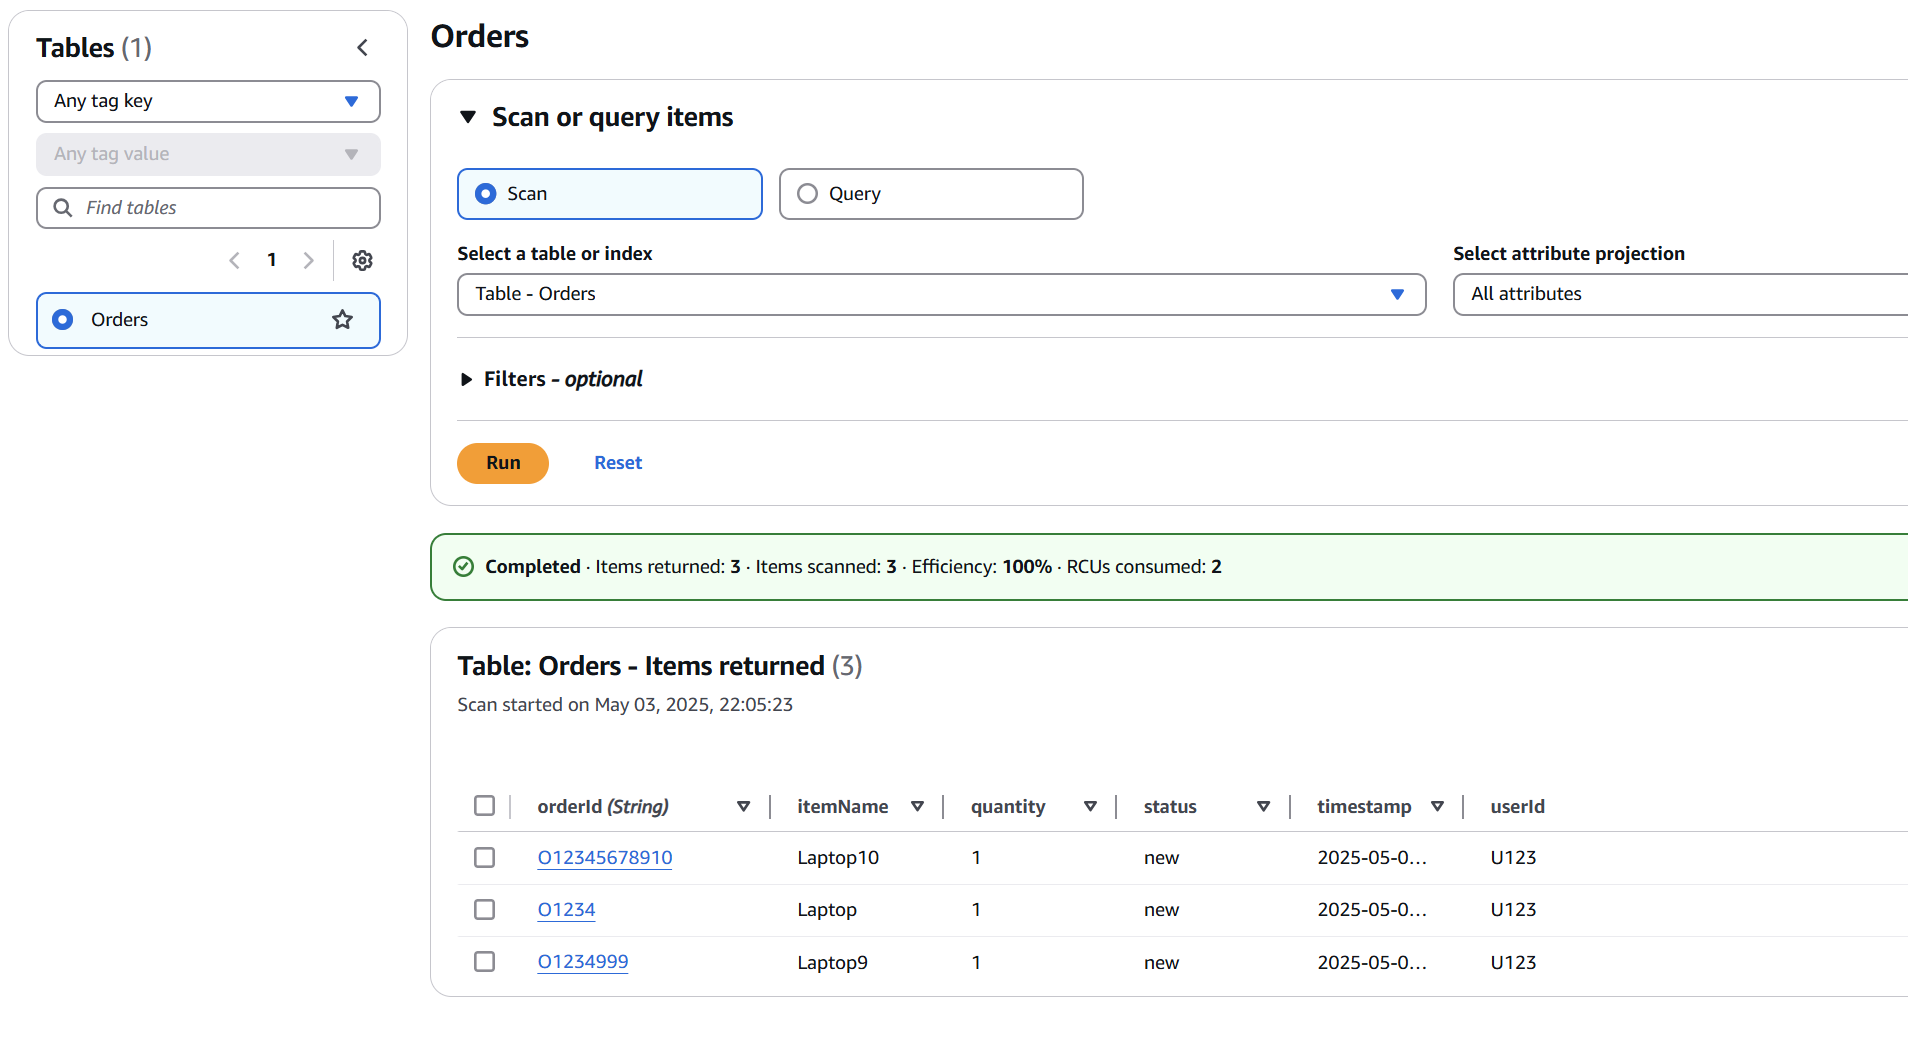 Tables (1)
Any tag key
Any tag value
Find tables
1
Orders
Orders
Scan or query items
Scan
Query
Select a table or index
Select attribute projection
Table - Orders
All attributes
Filters - optional
Run
Reset
Completed · Items returned: 3 · Items scanned: 3 · Efficiency: 100% · RCUs consumed: 2
Table: Orders - Items returned (3)
Scan started on May 03, 2025, 22:05:23
orderId (String) itemName quantity status timestamp userId
O12345678910 Laptop10 1 new 2025-05-0… U123
O1234 Laptop 1 new 2025-05-0… U123
O1234999 Laptop9 1 new 2025-05-0… U123